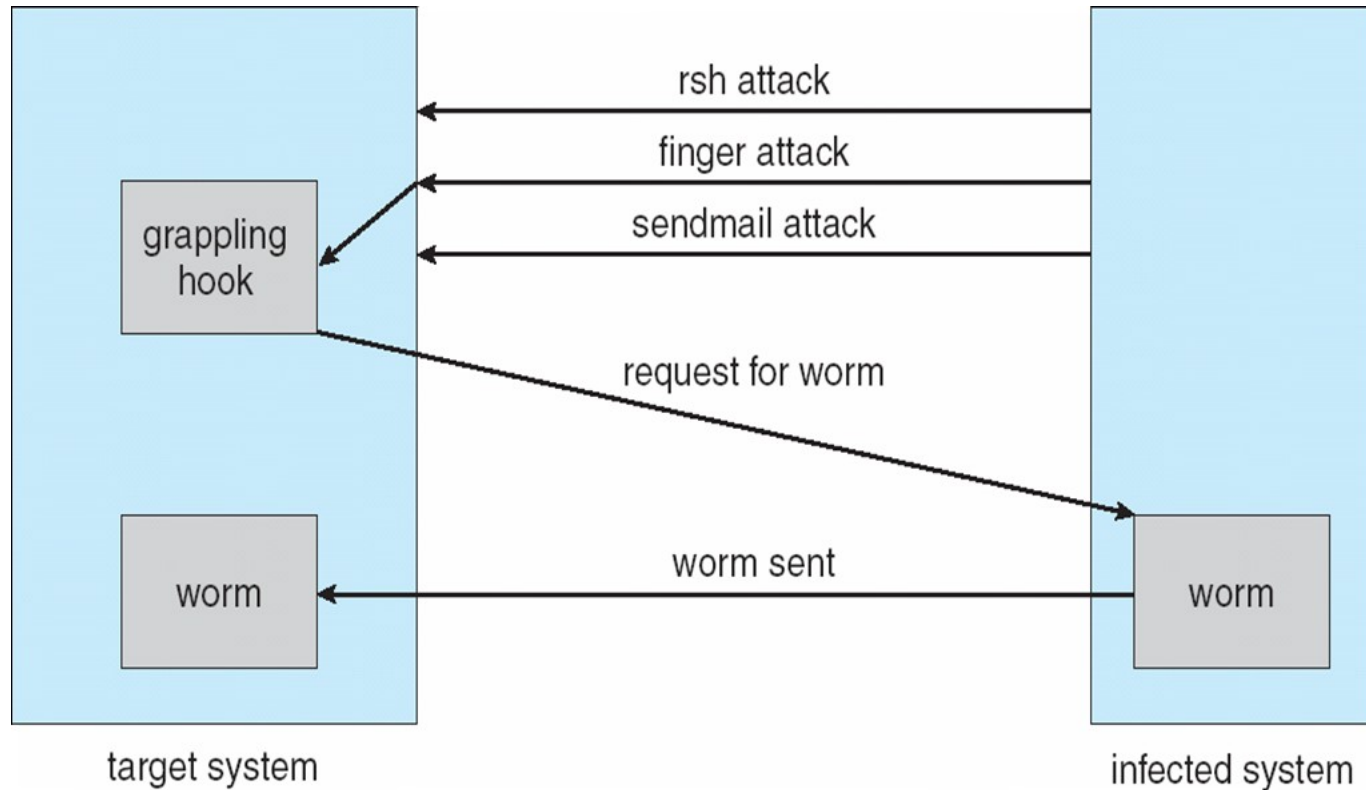 rsh attack
finger attack
sendmail attack
grappling
hook
request for worm
worm sent
worm
worm
target system
infected system